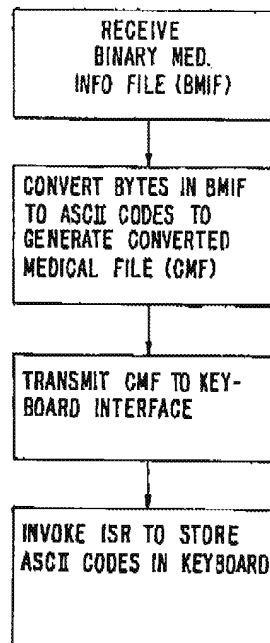 RECEIVE
BINARY MED.
INFO FILE (BMIF)
CONVERT BYTES IN BMIF
TO ASCII CODES TO
GENERATE CONVERTED
MEDICAL FILE (CMF)
TRANSMIT CMF TO KEY-
BOARD INTERFACE
INVOKE ISR TO STORE
ASCII CODES IN KEYBOARD